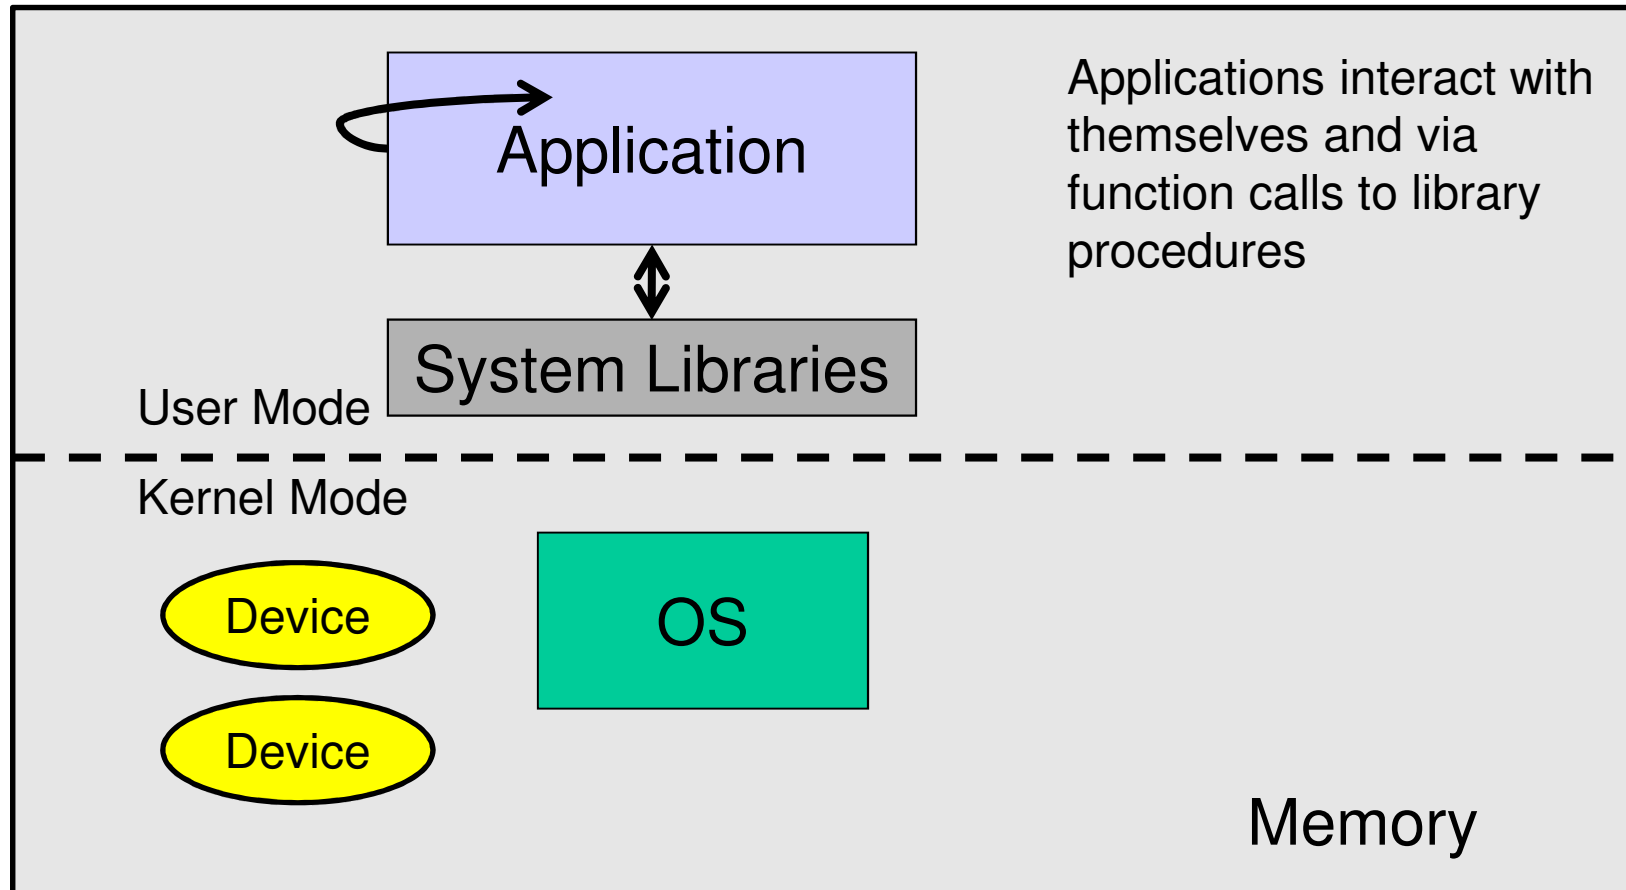 Application
Applications interact with
themselves and via
function calls to library
procedures
System Libraries
User Mode
Kernel Mode
Device
OS
Device
Memory